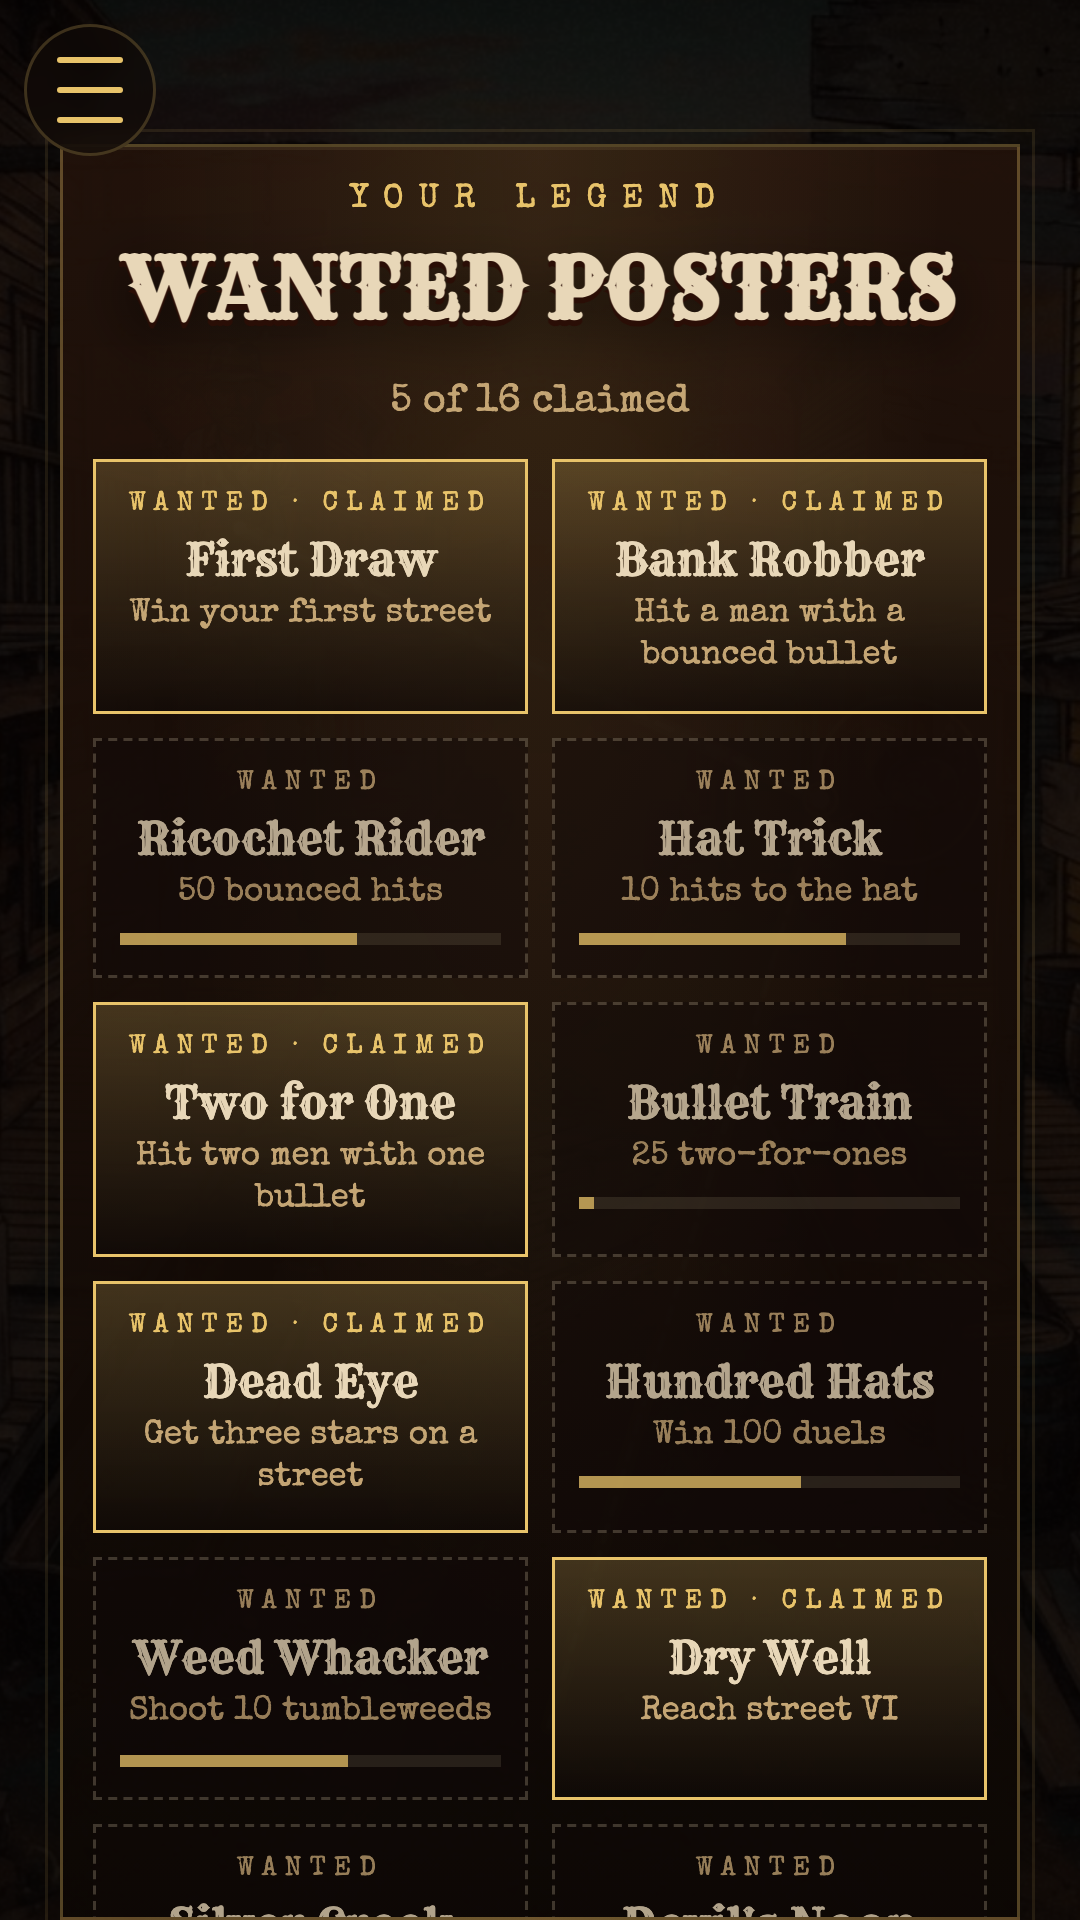 YOUR LEGEND
WANTED POSTERS
5 of 16 claimed
WANTED · CLAIMED
First Draw
Win your first street
WANTED · CLAIMED
Bank Robber
Hit a man with a
bounced bullet
WANTED
Ricochet Rider
50 bounced hits
WANTED
Hat Trick
10 hits to the hat
WANTED · CLAIMED
Two for One
Hit two men with one
bullet
WANTED
Bullet Train
25 two-for-ones
WANTED · CLAIMED
Dead Eye
Get three stars on a
street
WANTED
Hundred Hats
Win 100 duels
WANTED
Weed Whacker
Shoot 10 tumbleweeds
WANTED · CLAIMED
Dry Well
Reach street VI
WANTED
WANTED